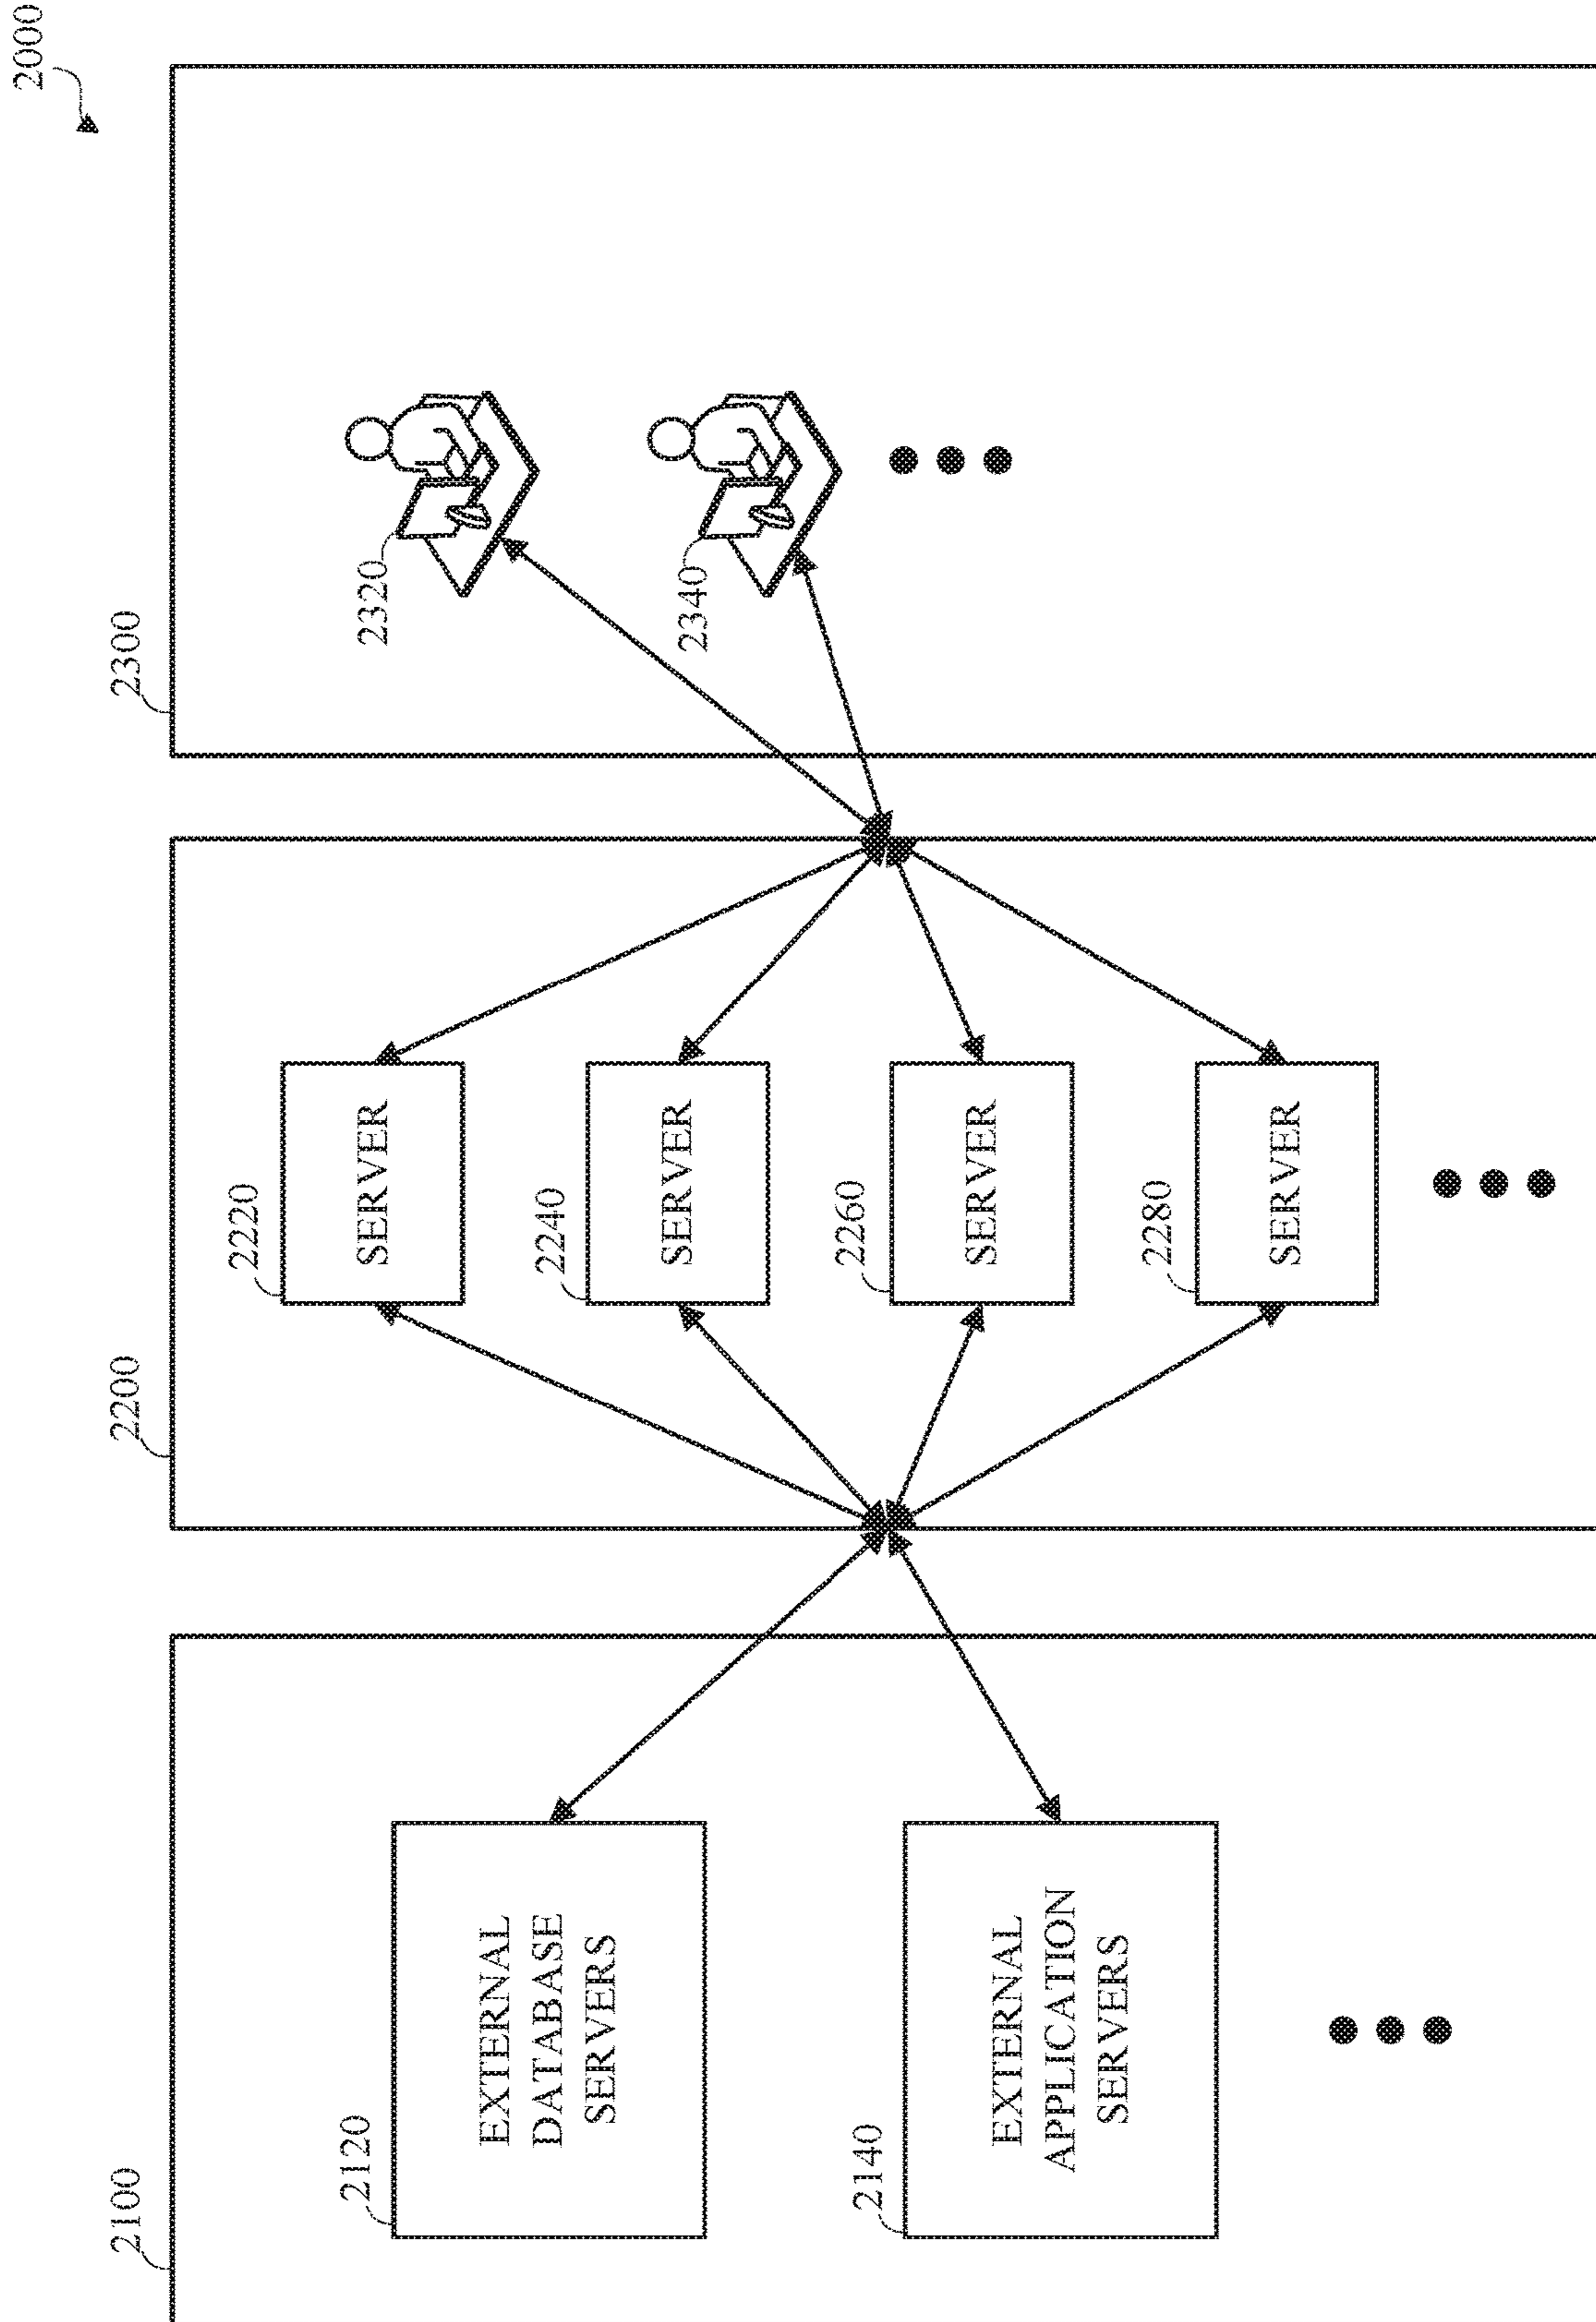 2000
2100
2200
2300
2120
EXTERNAL
DATABASE
SERVERS
2140
EXTERNAL
APPLICATION
SERVERS
2220
SERVER
2240
SERVER
2260
SERVER
2280
SERVER
2320
2340